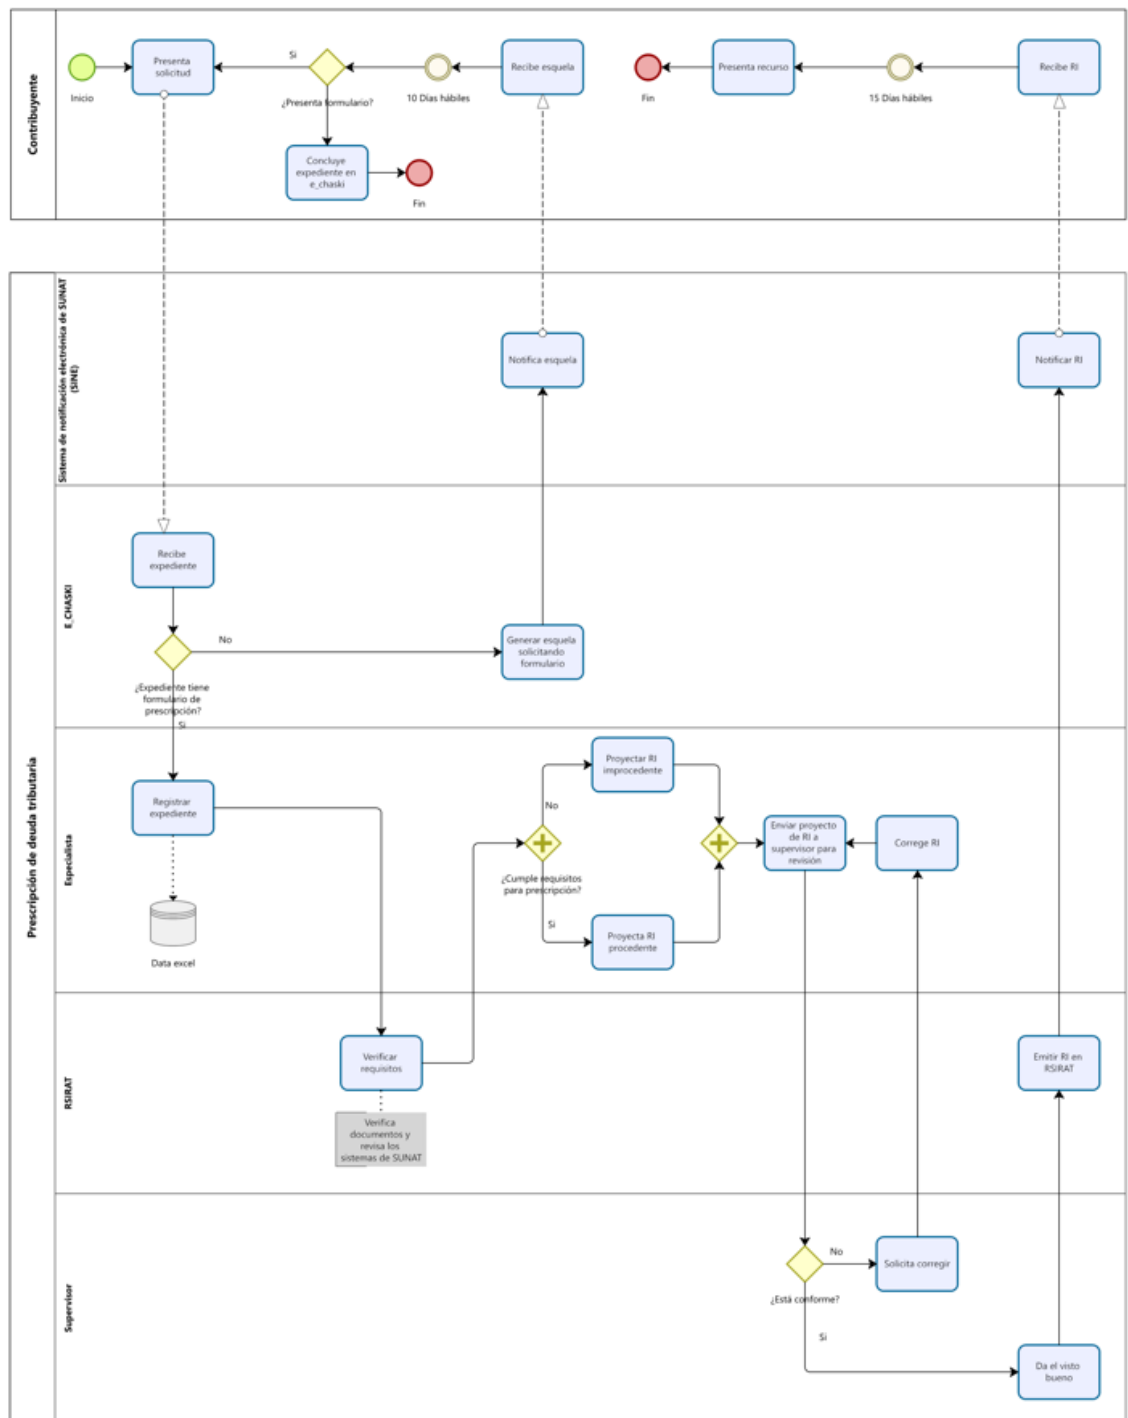 Contribuyente
Inicio
Presenta
solicitud
Si
¿Presenta formulario?
10 Días hábiles
Recibe esquela
Concluye
expediente en
e_chaski
Fin
Fin
Presenta recurso
15 Días hábiles
Recibe RI
Prescripción de deuda tributaria
Sistema de notificación electrónica de SUNAT
(SINE)
Notifica esquela
Notificar RI
E_CHASKI
Recibe
expediente
No
¿Expediente tiene
formulario de
prescripción?
Si
Generar esquela
solicitando
formulario
Especialista
Registrar
expediente
Data excel
No
¿Cumple requisitos
para prescripción?
Si
Proyectar RI
improcedente
Proyecta RI
procedente
Enviar proyecto
de RI a
supervisor para
revisión
Correge RI
RSIRAT
Verificar
requisitos
Verifica
documentos y
revisa los
sistemas de SUNAT
Emitir RI en
RSIRAT
Supervisor
¿Está conforme?
No
Solicita corregir
Si
Da el visto
bueno